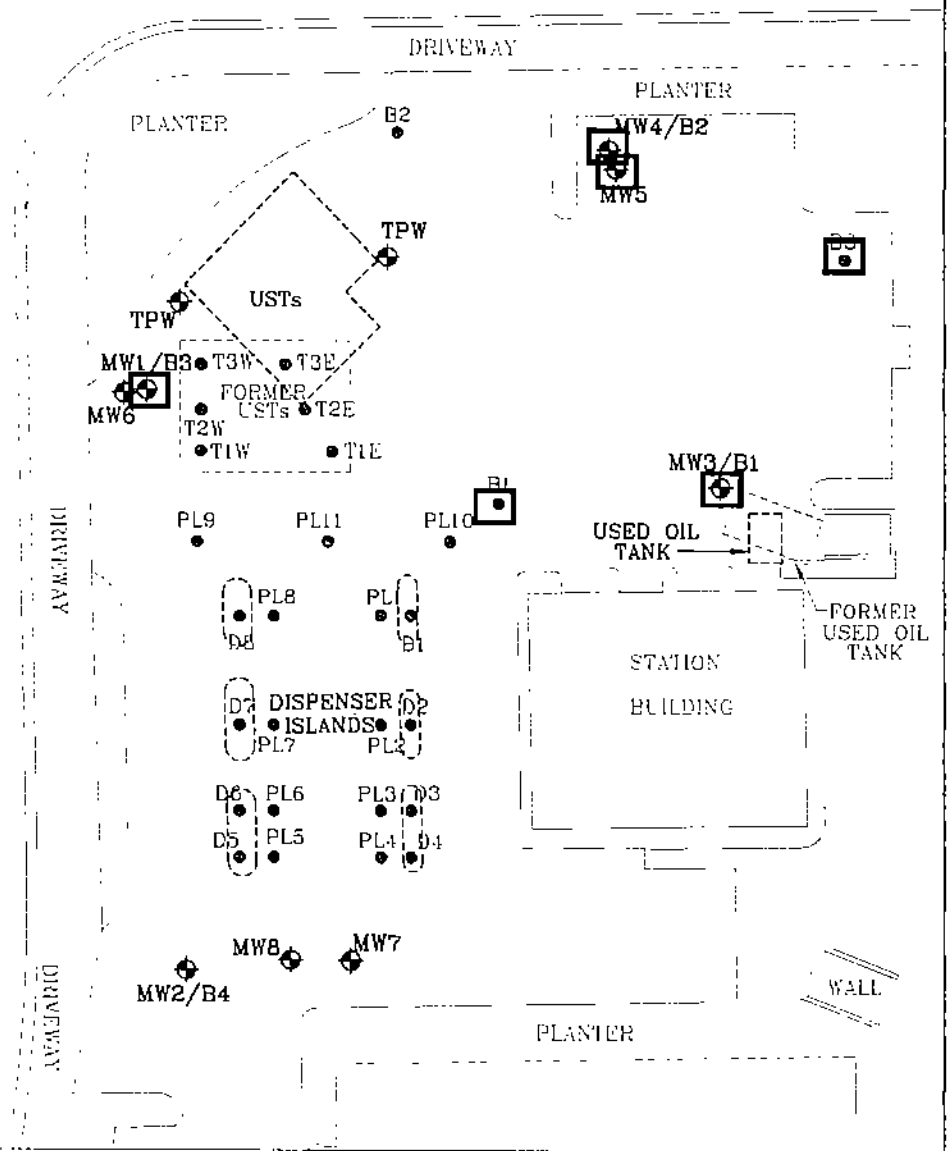 DRIVEWAY
PLANTER
PLANTER
B2
MW4/B2
MW5
TPW
B3
USTs
TPW
MW1/B3
T3W
T3E
FORMER
USTs
MW6
T2W
T2E
T1W
T1E
MW3/B1
B1
PL9
PL11
PL10
USED OIL
TANK
DRIVEWAY
PL8
PL1
D8
D1
FORMER
USED OIL
TANK
STATION
BUILDING
D7
DISPENSER
ISLANDS
D2
PL7
PL2
D6
PL6
PL3
D3
D5
PL5
PL4
D4
MW8
MW7
MW2/B4
DRIVEWAY
WALL
PLANTER